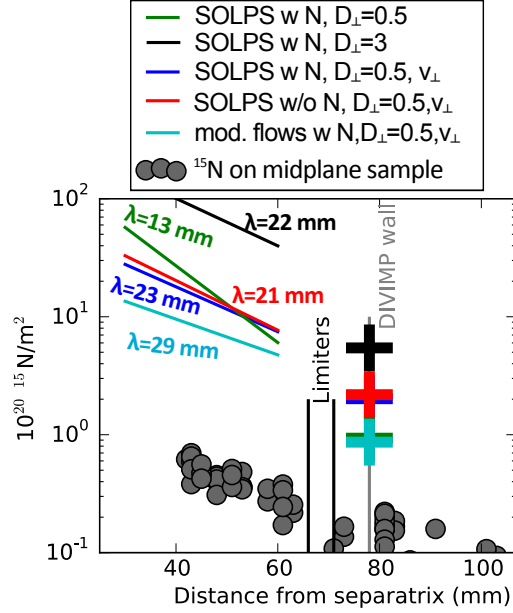 SOLPS w N, D⊥=0.5
SOLPS w N, D⊥=3
SOLPS w N, D⊥=0.5, v⊥
SOLPS w/o N, D⊥=0.5,v⊥
mod. flows w N,D⊥=0.5,v⊥
¹⁵N on midplane sample
10²
10¹
10⁰
10⁻¹
10²⁰ 15 N/m²
λ=22 mm
λ=13 mm
λ=21 mm
λ=23 mm
λ=29 mm
Limiters
DIVIMP wall
40 60 80 100
Distance from separatrix (mm)